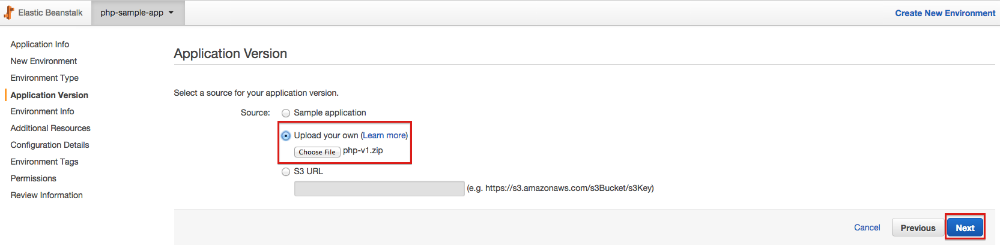 Elastic Beanstalk php-sample-app Create New Environment
Application Info
New Environment
Environment Type
Application Version
Environment Info
Additional Resources
Configuration Details
Environment Tags
Permissions
Review Information
Application Version
Select a source for your application version.
Source: Sample application
Upload your own (Learn more)
Choose File php-v1.zip
S3 URL
(e.g. https://s3.amazonaws.com/s3Bucket/s3Key)
Cancel Previous Next